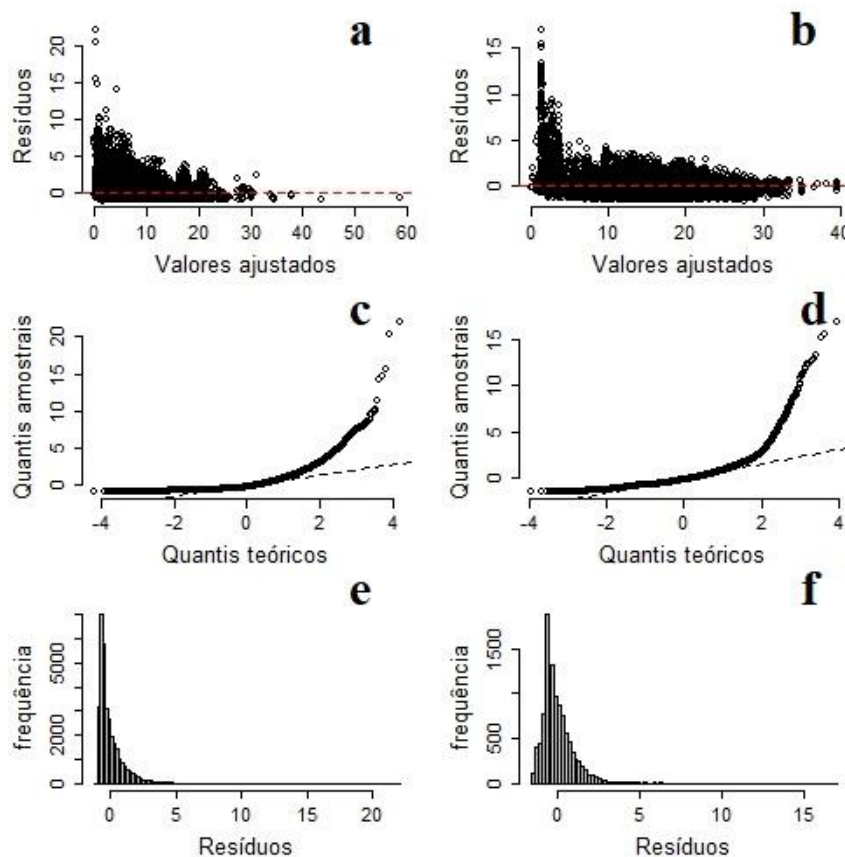 a
Resíduos
0 5 10 15 20
0 10 20 30 40 50 60
Valores ajustados
b
Resíduos
0 5 10 15
0 10 20 30 40
Valores ajustados
c
Quantis amostrais
0 5 10 15 20
-4 -2 0 2 4
Quantis teóricos
d
Quantis amostrais
0 5 10 15
-4 -2 0 2 4
Quantis teóricos
e
frequência
0 2000 5000
0 5 10 15 20
Resíduos
f
frequência
0 500 1500
0 5 10 15
Resíduos